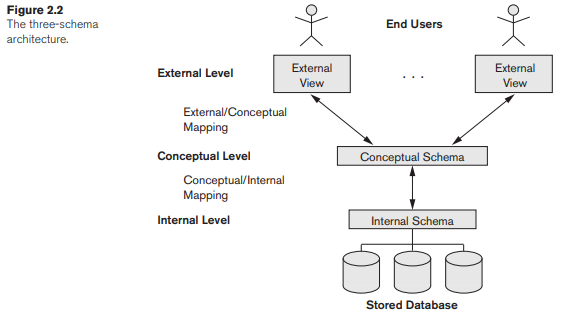 Figure 2.2
The three-schema
architecture.
End Users
External Level
External
View
. . .
External
View
External/Conceptual
Mapping
Conceptual Level
Conceptual Schema
Conceptual/Internal
Mapping
Internal Level
Internal Schema
Stored Database